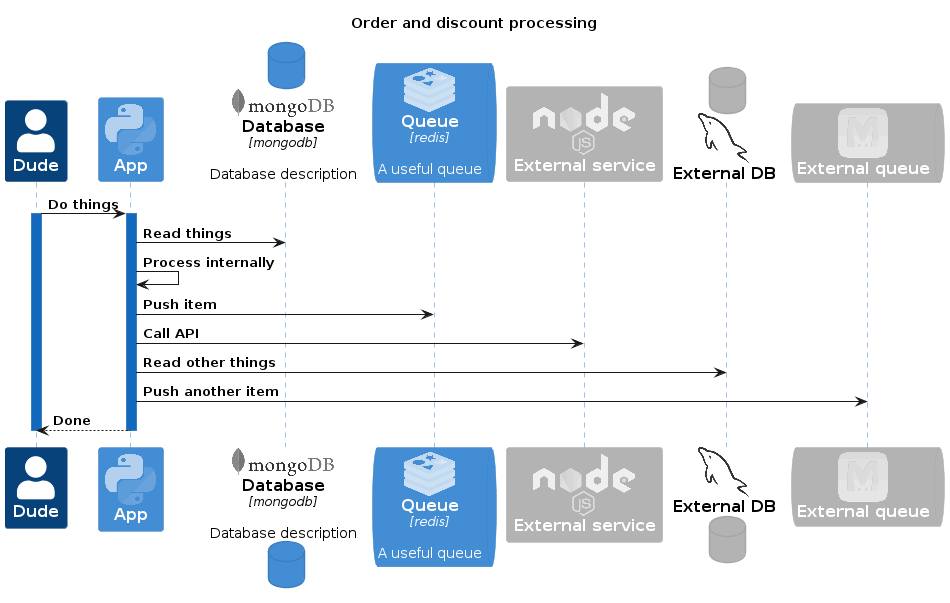 Order and discount processing
mongoDB
Database
[mongodb]
Database description
Queue
[redis]
A useful queue
node
JS
External service
External DB
M
External queue
Dude
App
Do things
Read things
Process internally
Push item
Call API
Read other things
Push another item
Done
Dude
App
mongoDB
Database
[mongodb]
Database description
Queue
[redis]
A useful queue
node
JS
External service
External DB
M
External queue